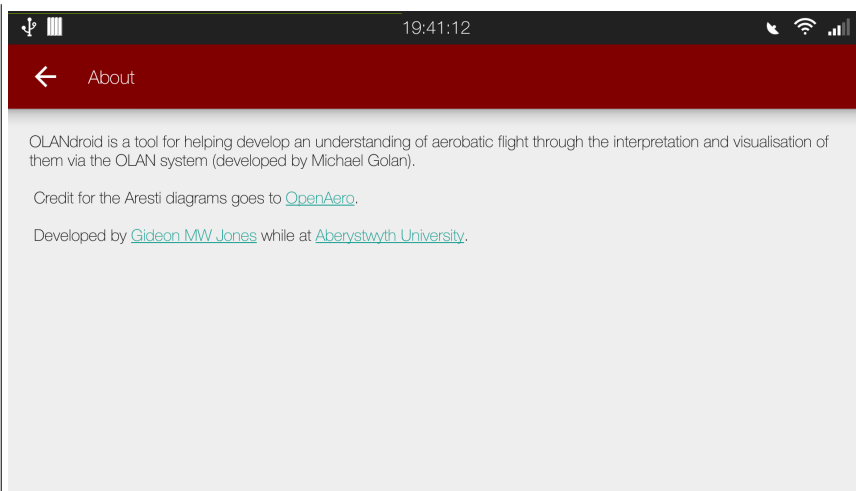 19:41:12
About
OLANdroid is a tool for helping develop an understanding of aerobatic flight through the interpretation and visualisation of
them via the OLAN system (developed by Michael Golan).
Credit for the Aresti diagrams goes to OpenAero.
Developed by Gideon MW Jones while at Aberystwyth University.